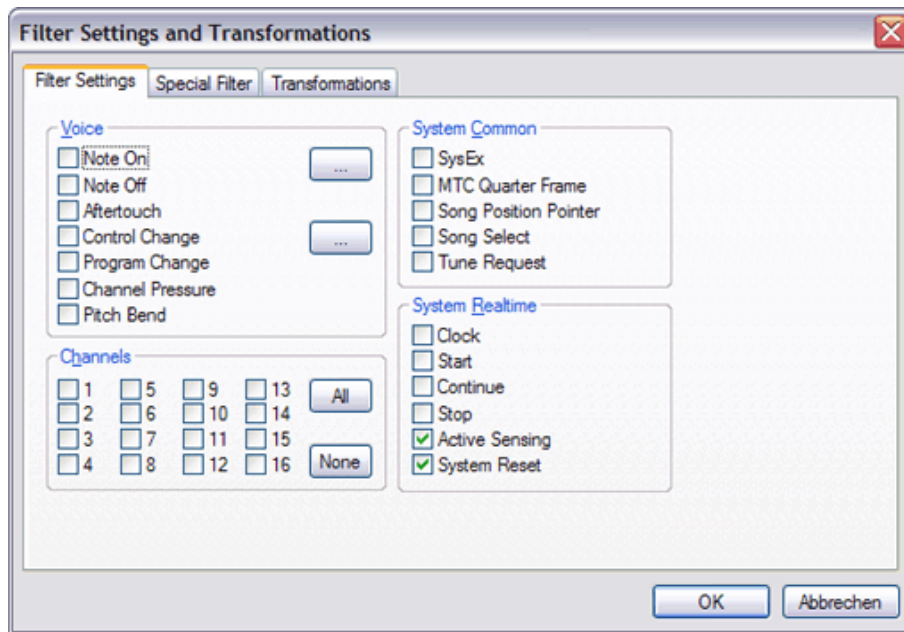 Filter Settings and Transformations
Filter Settings
Special Filter
Transformations
Voice
Note On
...
Note Off
Aftertouch
Control Change
...
Program Change
Channel Pressure
Pitch Bend
Channels
1 5 9 13
All
2 6 10 14
3 7 11 15
4 8 12 16
None
System Common
SysEx
MTC Quarter Frame
Song Position Pointer
Song Select
Tune Request
System Realtime
Clock
Start
Continue
Stop
Active Sensing
System Reset
OK
Abbrechen